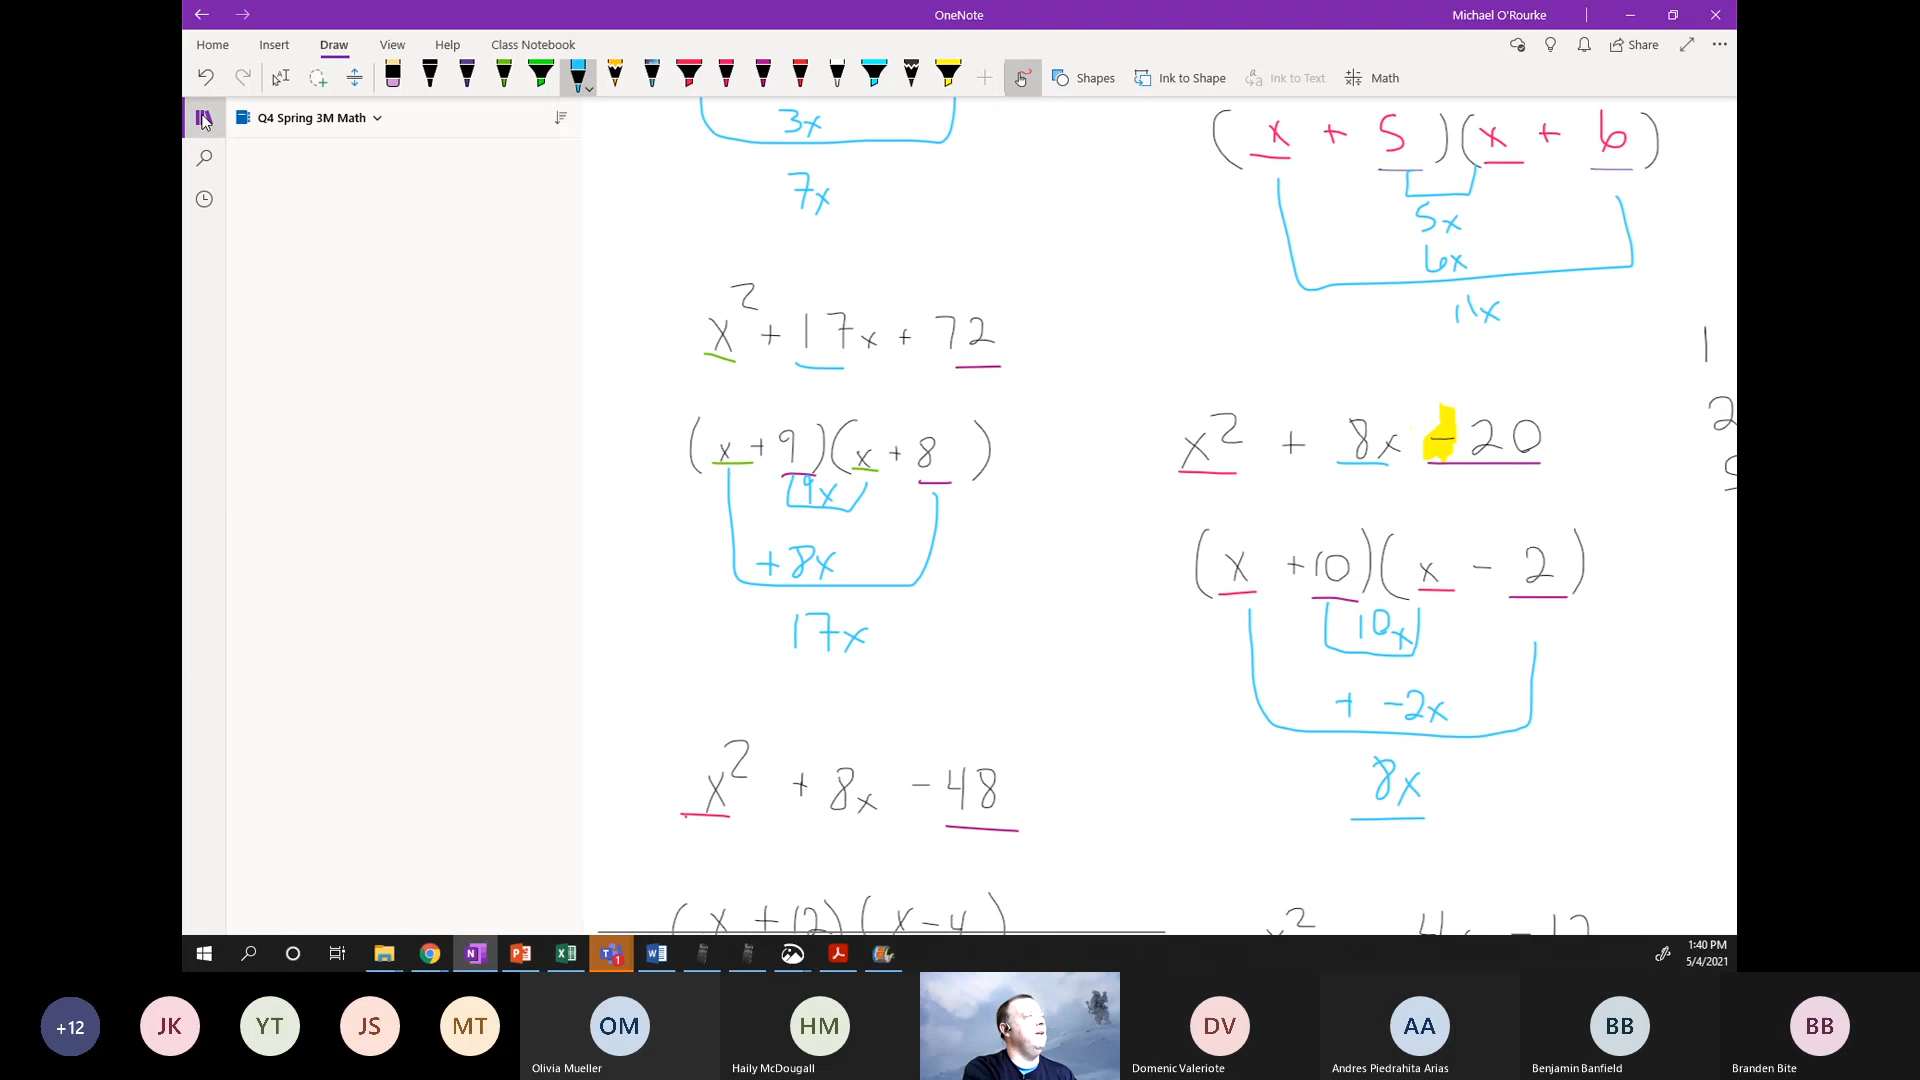 OneNote
Michael O'Rourke
Home Insert Draw View Help Class Notebook
Share
Shapes Ink to Shape Ink to Text Math
Q4 Spring 3M Math
3x
7x
(x + 5)(x + 6)
5x
6x
11x
x² + 17x + 72
(x + 9)(x + 8)
9x
+ 8x
17x
1
2
x² + 8x - 20
(x + 10)(x - 2)
10x
+ -2x
8x
x² + 8x - 48
(x + 12)(x - 4)
1:40 PM
5/4/2021
+12
JK
YT
JS
MT
OM
Olivia Mueller
HM
Haily McDougall
DV
Domenic Valeriote
AA
Andres Piedrahita Arias
BB
Benjamin Banfield
BB
Branden Bite